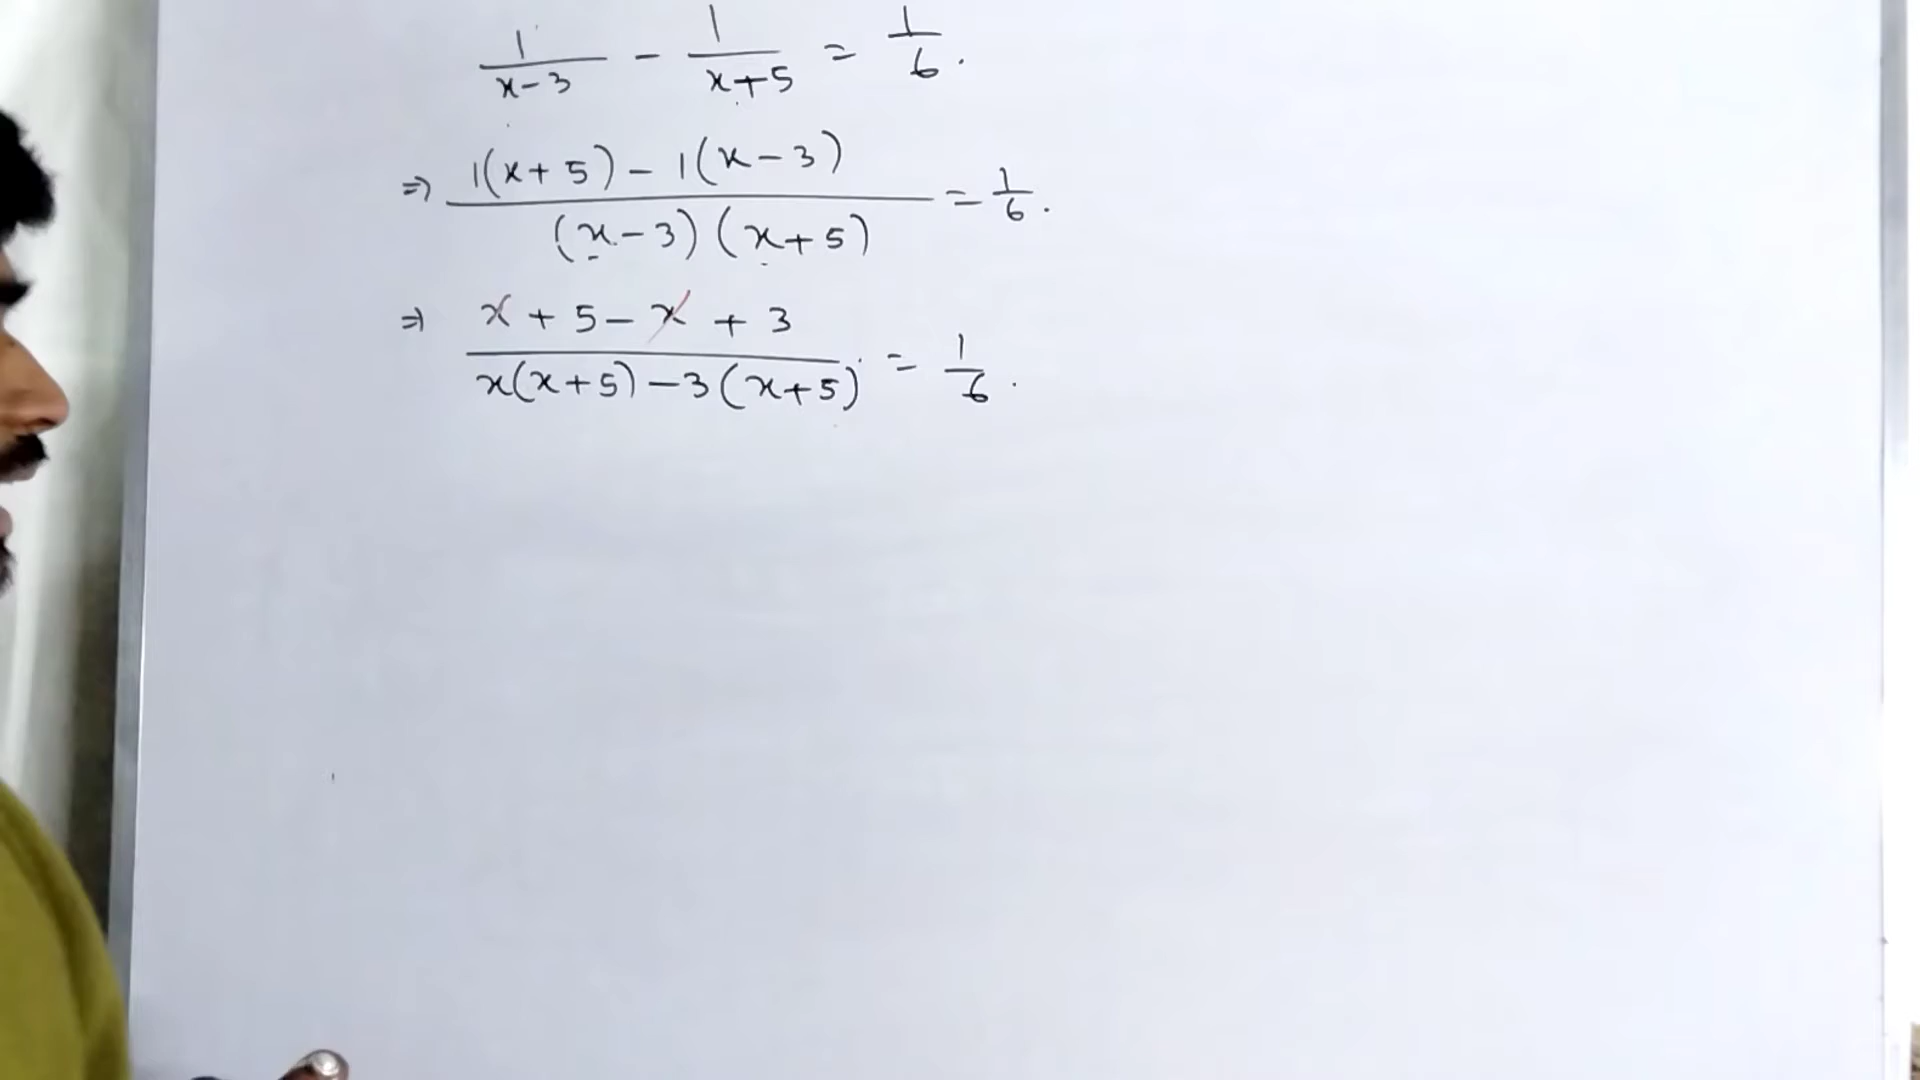 1/(x-3) - 1/(x+5) = 1/6.
⇒ (1(x+5) - 1(x-3))/((x-3)(x+5)) = 1/6.
⇒ (x + 5 - x + 3)/(x(x+5) - 3(x+5)) = 1/6.